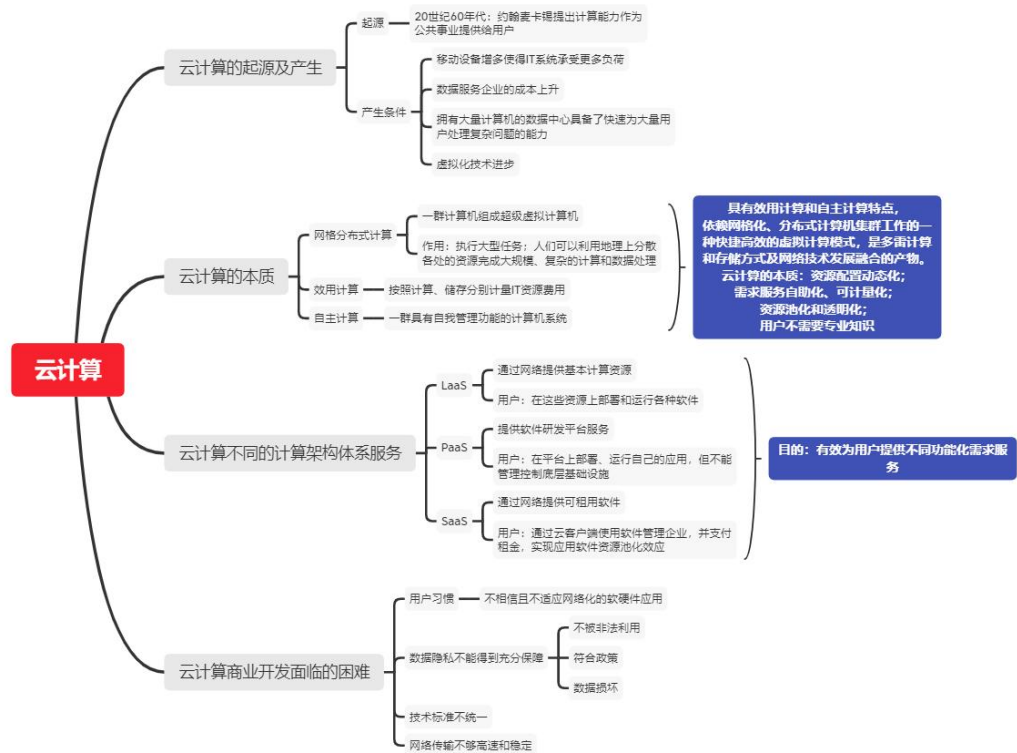 云计算
云计算的起源及产生
起源
20世纪60年代：约翰麦卡锡提出计算能力作为
公共事业提供给用户
产生条件
移动设备增多使得IT系统承受更多负荷
数据服务企业的成本上升
拥有大量计算机的数据中心具备了快速为大量用
户处理复杂问题的能力
虚拟化技术进步
云计算的本质
网格分布式计算
一群计算机组成超级虚拟计算机
作用：执行大型任务；人们可以利用地理上分散
各处的资源完成大规模、复杂的计算和数据处理
效用计算
按照计算、储存分别计量IT资源费用
自主计算
一群具有自我管理功能的计算机系统
具有效用计算和自主计算特点，
依赖网格化、分布式计算机集群工作的一
种快捷高效的虚拟计算模式，是多重计算
和存储方式及网络技术发展融合的产物。
云计算的本质：资源配置动态化；
需求服务自助化、可计量化；
资源池化和透明化；
用户不需要专业知识
云计算不同的计算架构体系服务
LaaS
通过网络提供基本计算资源
用户：在这些资源上部署和运行各种软件
PaaS
提供软件研发平台服务
用户：在平台上部署、运行自己的应用，但不能
管理控制底层基础设施
SaaS
通过网络提供可租用软件
用户：通过云客户端使用软件管理企业，并支付
租金，实现应用软件资源池化效应
目的：有效为用户提供不同功能化需求服
务
云计算商业开发面临的困难
用户习惯
不相信且不适应网络化的软硬件应用
数据隐私不能得到充分保障
不被非法利用
符合政策
数据损坏
技术标准不统一
网络传输不够高速和稳定